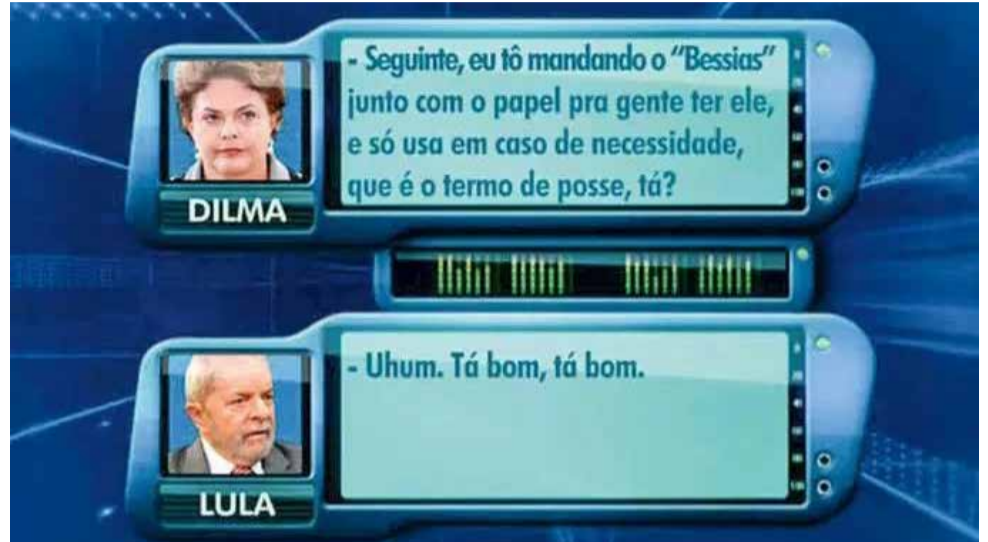 - Seguinte, eu tô mandando o “Bessias”
junto com o papel pra gente ter ele,
e só usa em caso de necessidade,
que é o termo de posse, tá?
DILMA
- Uhum. Tá bom, tá bom.
LULA